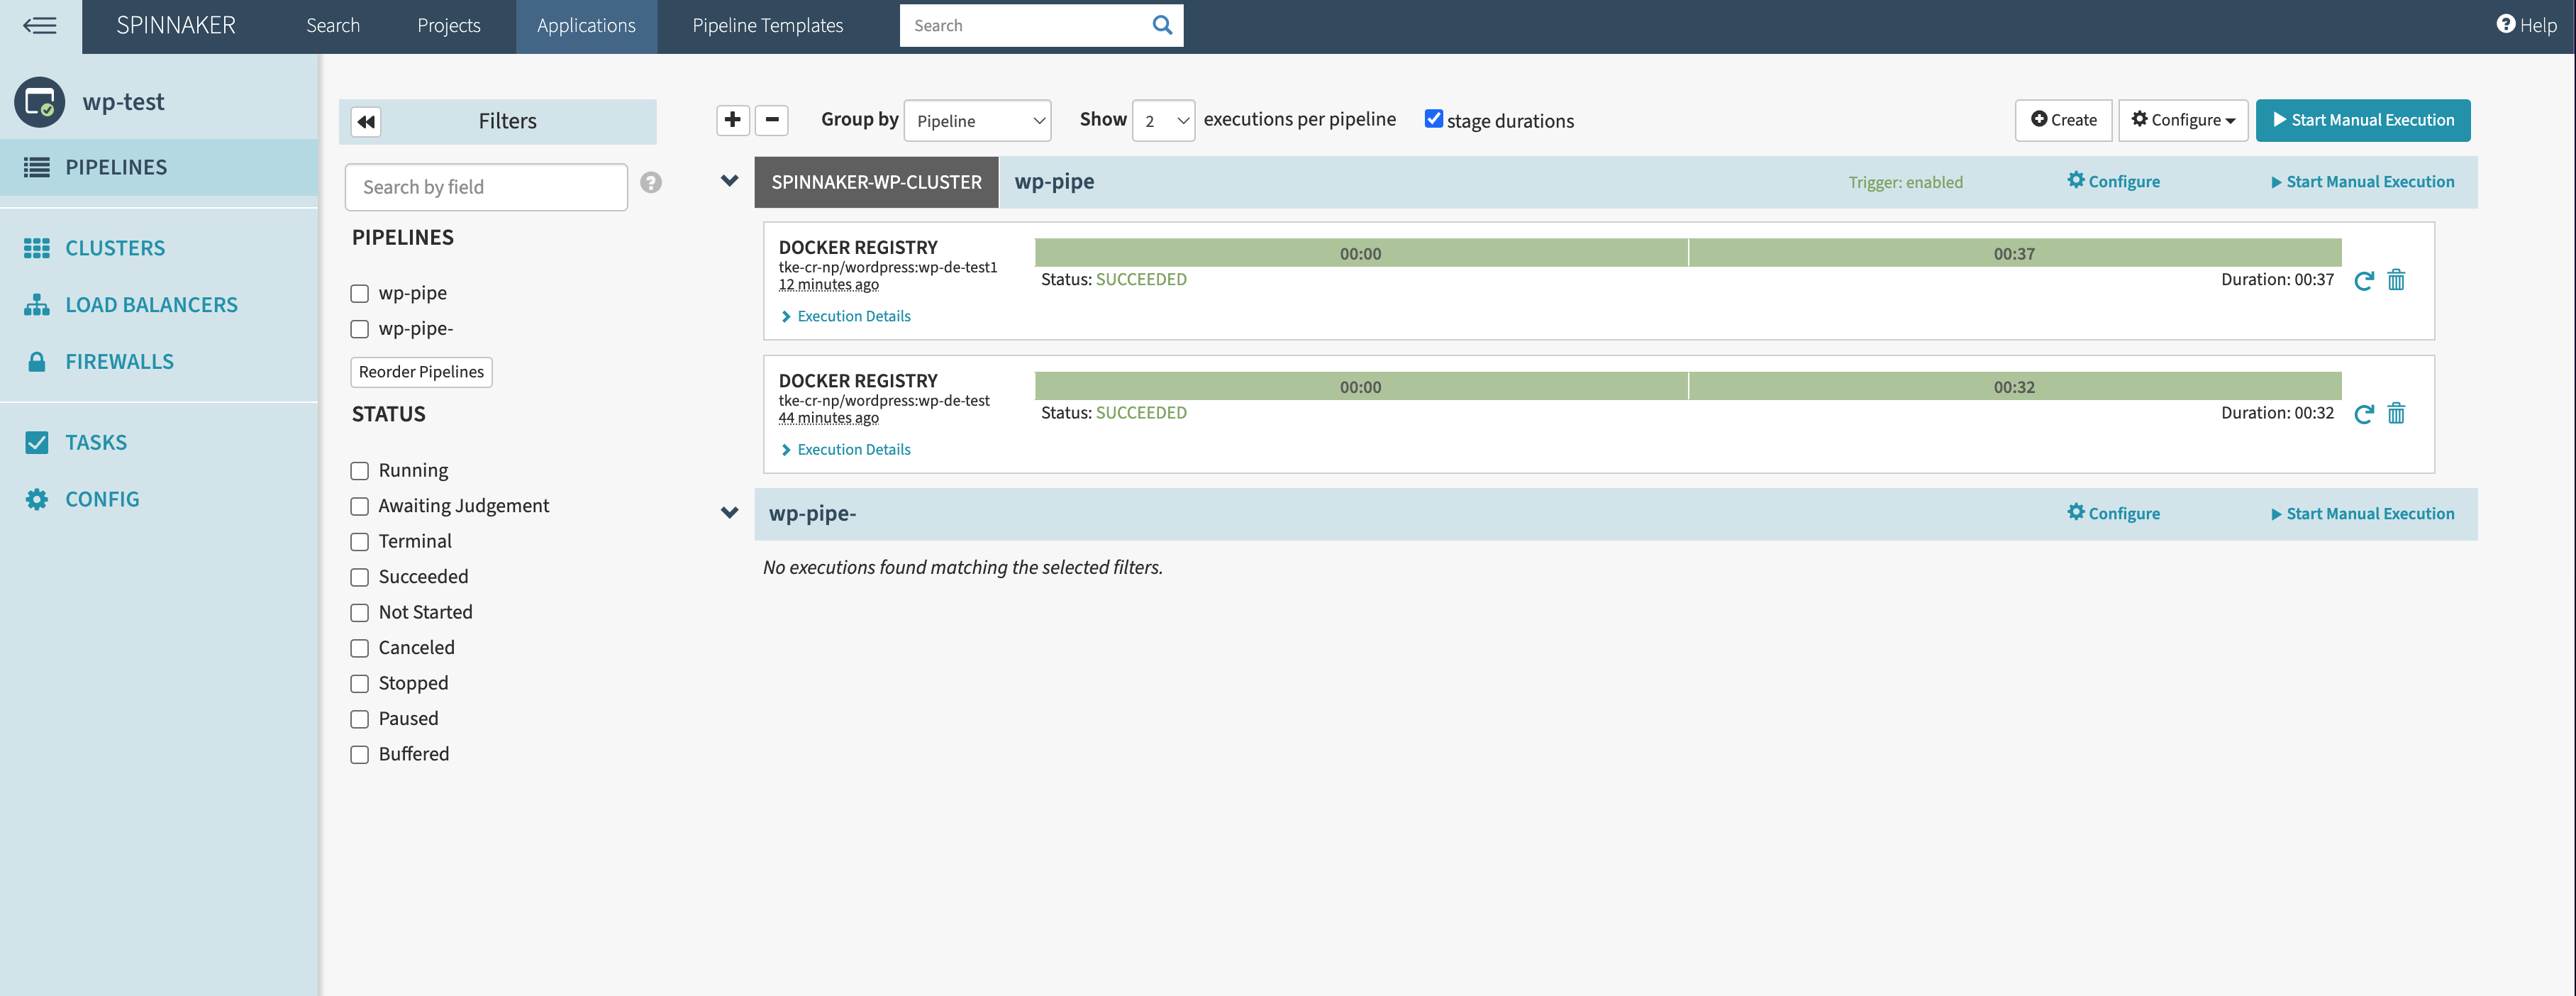 SPINNAKER
Search
Projects
Applications
Pipeline Templates
Search
Help
wp-test
PIPELINES
CLUSTERS
LOAD BALANCERS
FIREWALLS
TASKS
CONFIG
Filters
Search by field
PIPELINES
wp-pipe
wp-pipe-
Reorder Pipelines
STATUS
Running
Awaiting Judgement
Terminal
Succeeded
Not Started
Canceled
Stopped
Paused
Buffered
Group by Pipeline Show 2 executions per pipeline stage durations
Create
Configure
Start Manual Execution
SPINNAKER-WP-CLUSTER wp-pipe Trigger: enabled Configure Start Manual Execution
DOCKER REGISTRY
tke-cr-np/wordpress:wp-de-test1
12 minutes ago
Execution Details
00:00 00:37
Status: SUCCEEDED Duration: 00:37
DOCKER REGISTRY
tke-cr-np/wordpress:wp-de-test
44 minutes ago
Execution Details
00:00 00:32
Status: SUCCEEDED Duration: 00:32
wp-pipe- Configure Start Manual Execution
No executions found matching the selected filters.